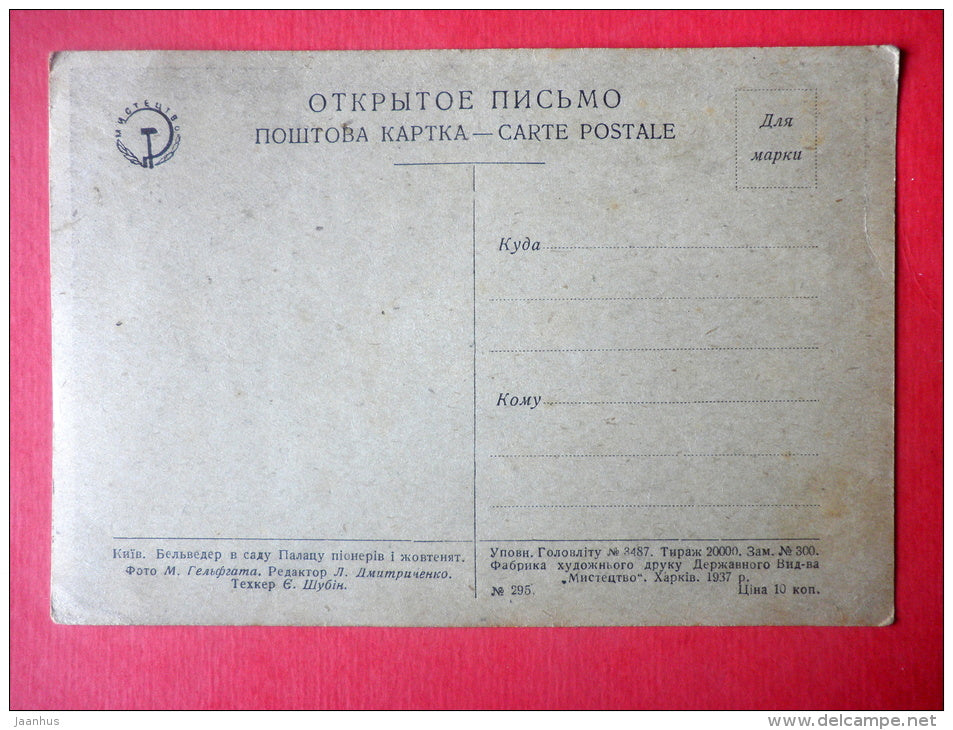 МИСТЕЦТВО
ОТКРЫТОЕ ПИСЬМО
ПОШТОВА КАРТКА — CARTE POSTALE
Для
марки
Куда
Кому
Київ. Бельведер в саду Палацу піонерів і жовтенят.
Фото М. Гельфгата. Редактор Л. Дмитриченко.
Техкер Є. Шубін.
Уповн. Головліту № 3487. Тираж 20000. Зам. № 300.
Фабрика художнього друку Державного Вид-ва
„Мистецтво". Харків. 1937 р.
№ 295. Ціна 10 коп.
Jaanhus
www.delcampe.net